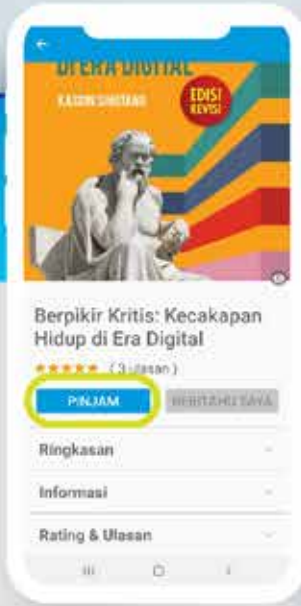 DI ERA DIGITAL
KASDIN SIHOTANG
EDISI
REVISI
Berpikir Kritis: Kecakapan
Hidup di Era Digital
( 3 ulasan )
PINJAM
BERITAHU SAYA
Ringkasan
Informasi
Rating & Ulasan